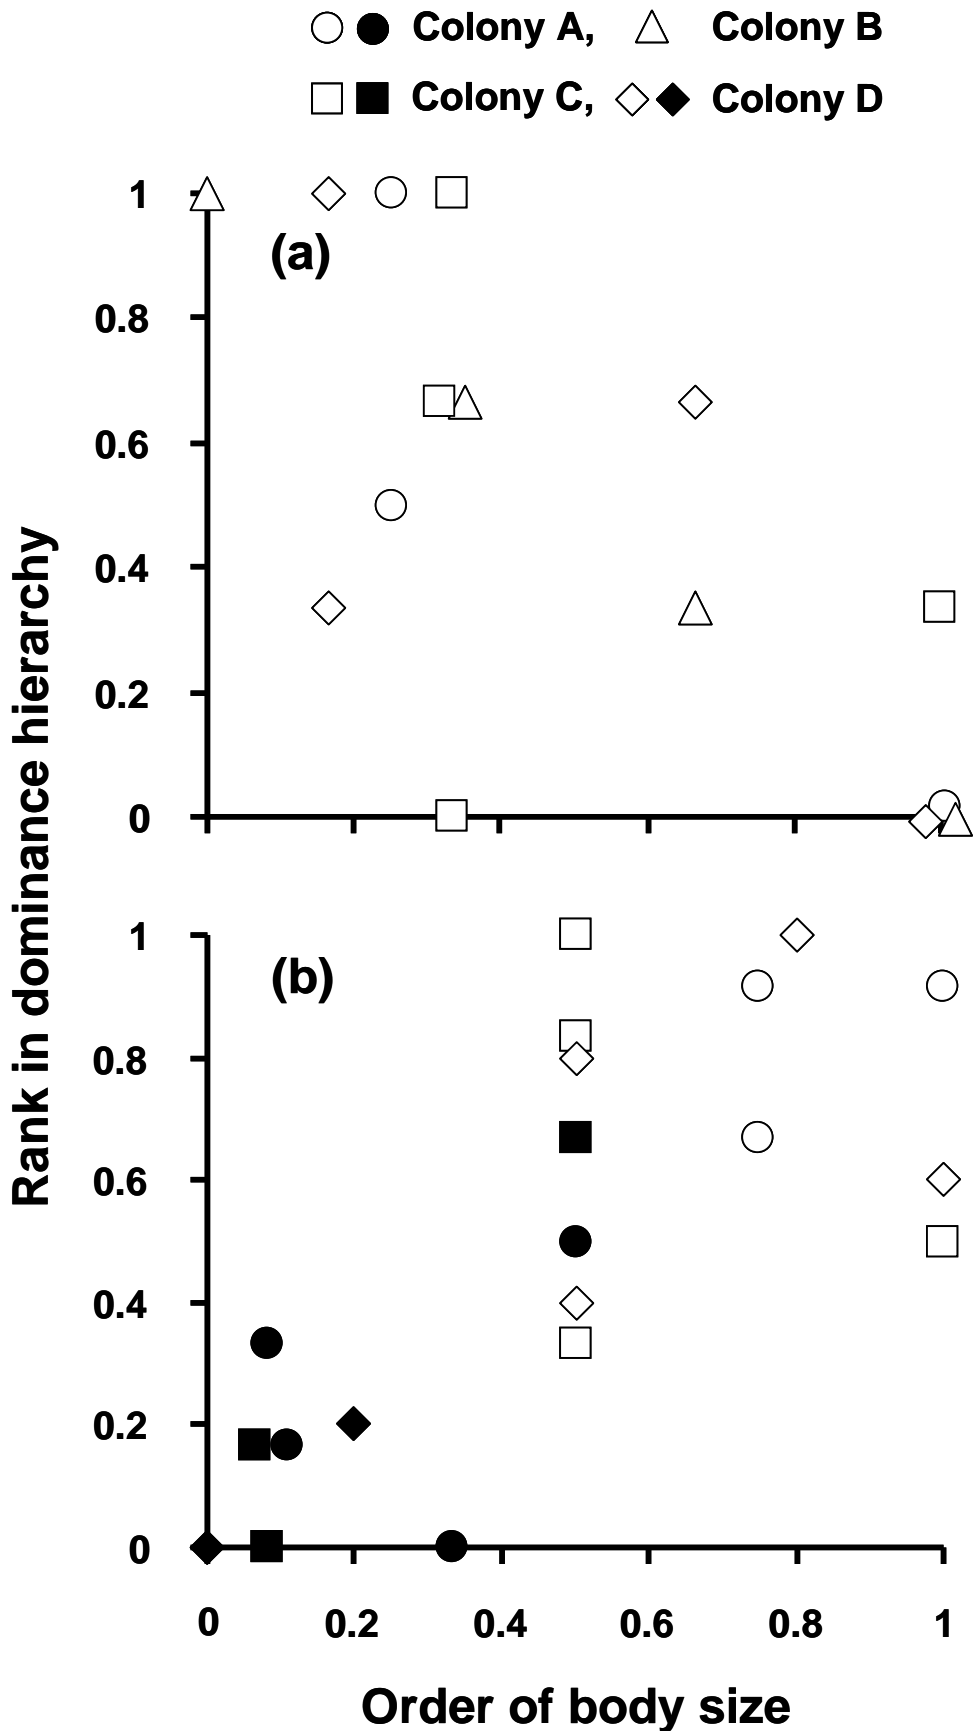 Colony A, Colony B
Colony C, Colony D
1
(a)
0.8
0.6
0.4
0.2
0
Rank in dominance hierarchy
1
(b)
0.8
0.6
0.4
0.2
0
0 0.2 0.4 0.6 0.8 1
Order of body size